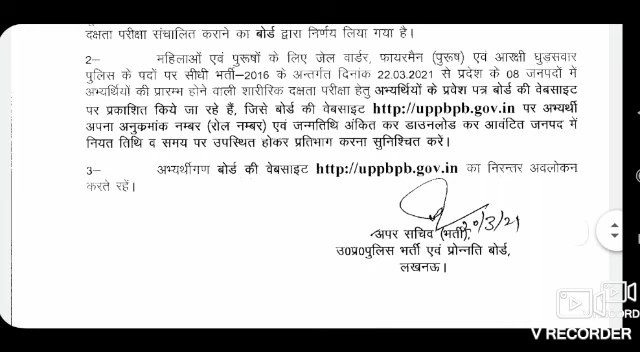 दक्षता परीक्षा संचालित कराने का बोर्ड द्वारा निर्णय लिया गया है।
2– महिलाओं एवं पुरूषों के लिए जेल वार्डर, फायरमैन (पुरूष) एवं आरक्षी घुड़सवार
पुलिस के पदों पर सीधी भर्ती–2016 के अन्तर्गत दिनांक 22.03.2021 से प्रदेश के 08 जनपदों में
अभ्यर्थियों की प्रारम्भ होने वाली शारीरिक दक्षता परीक्षा हेतु अभ्यर्थियों के प्रवेश पत्र बोर्ड की वेबसाइट
पर प्रकाशित किये जा रहे हैं, जिसे बोर्ड की वेबसाइट http://uppbpb.gov.in पर अभ्यर्थी
अपना अनुक्रमांक नम्बर (रोल नम्बर) एवं जन्मतिथि अंकित कर डाउनलोड कर आवंटित जनपद में
नियत तिथि व समय पर उपस्थित होकर प्रतिभाग करना सुनिश्चित करें।
3– अभ्यर्थीगण बोर्ड की वेबसाइट http://uppbpb.gov.in का निरन्तर अवलोकन
करते रहें।
20/3/21
अपर सचिव (भर्ती),
उ0प्र0पुलिस भर्ती एवं प्रोन्नति बोर्ड,
लखनऊ।
V RECORDER